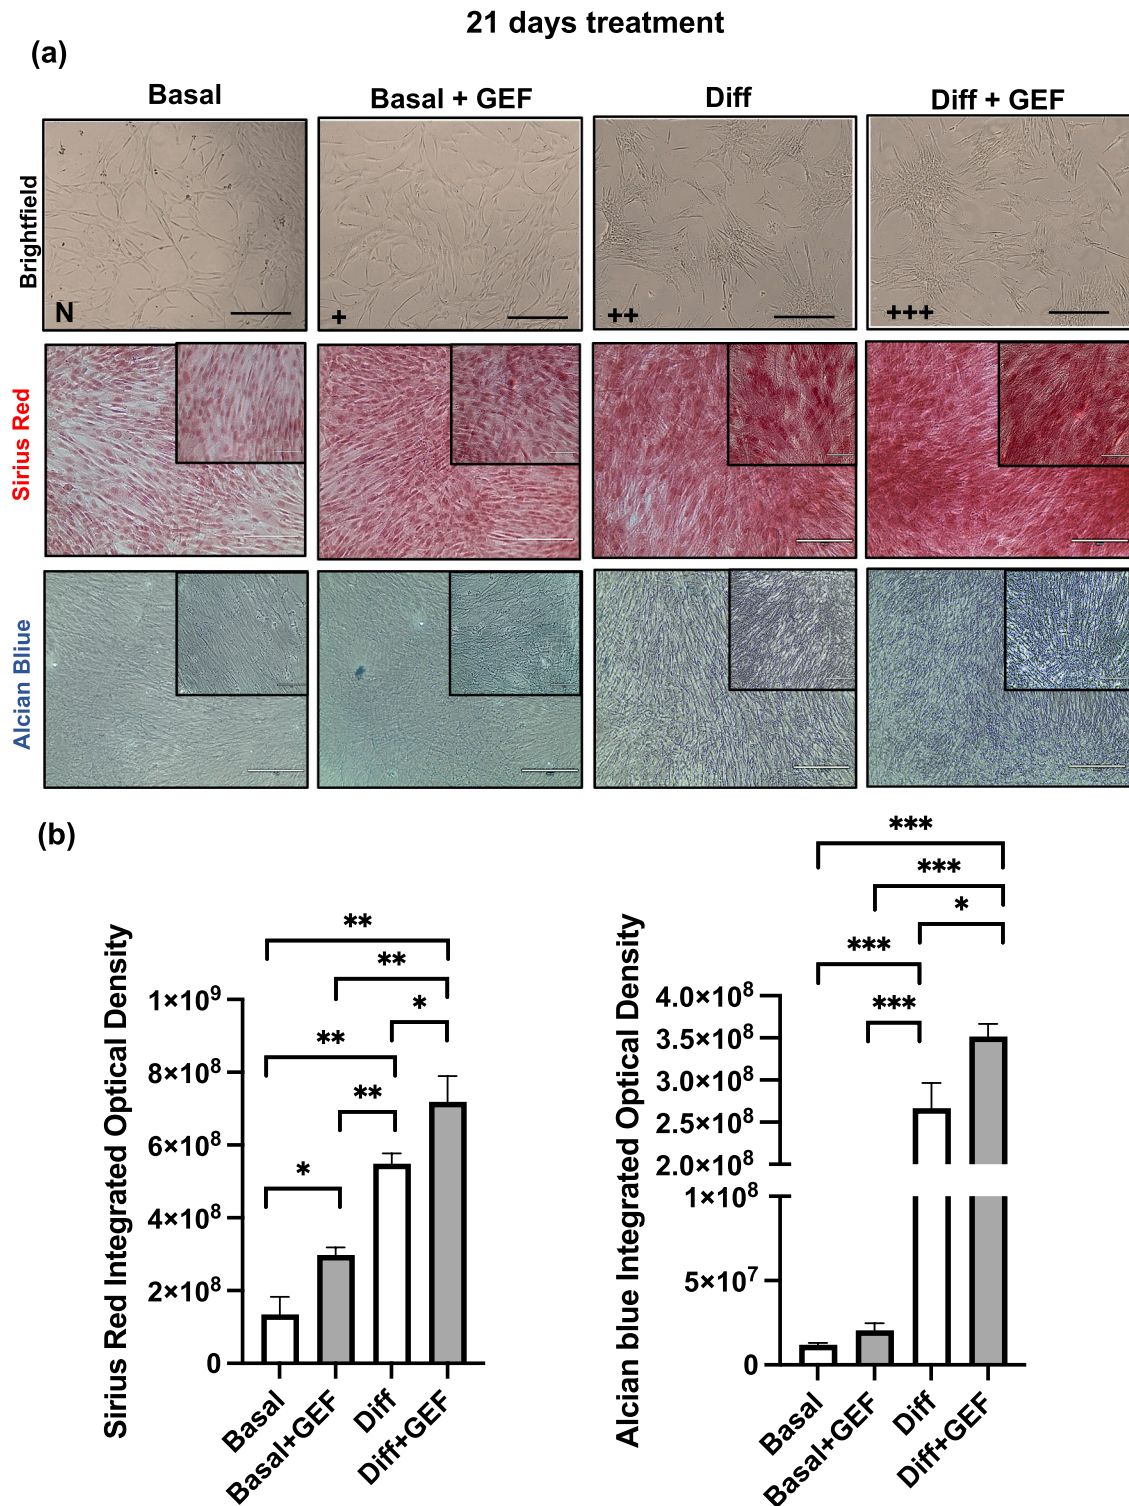 21 days treatment
(a)
Basal
Basal + GEF
Diff
Diff + GEF
Brightfield
N
+
++
+++
Sirius Red
Alcian Bliue
(b)
Sirius Red Integrated Optical Density
1×10⁹
8×10⁸
6×10⁸
4×10⁸
2×10⁸
0
**
**
*
**
**
*
Basal
Basal+GEF
Diff
Diff+GEF
Alcian blue Integrated Optical Density
4.0×10⁸
3.5×10⁸
3.0×10⁸
2.5×10⁸
2.0×10⁸
1×10⁸
5×10⁷
0
***
***
*
***
***
Basal
Basal+GEF
Diff
Diff+GEF